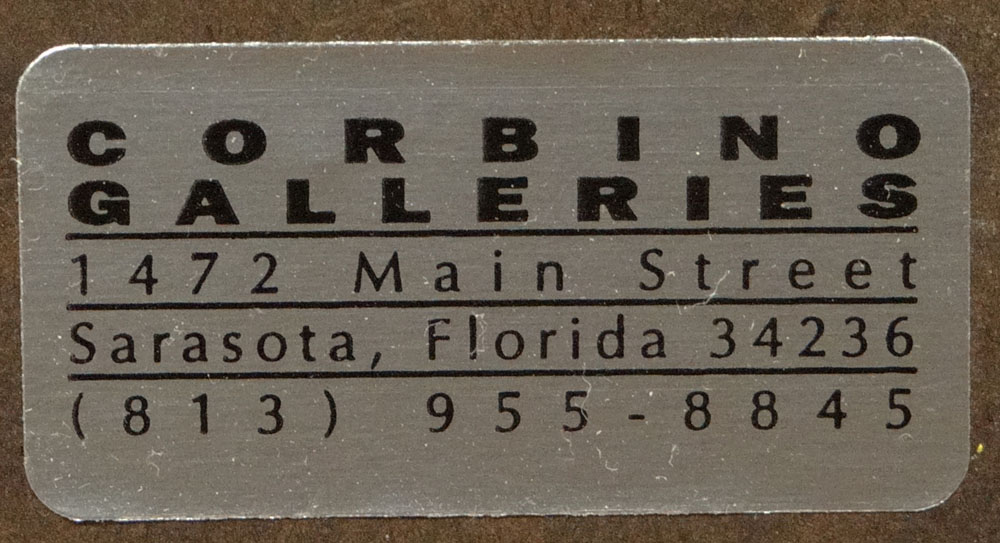 CORBINO
GALLERIES
1472 Main Street
Sarasota, Florida 34236
(813) 955-8845